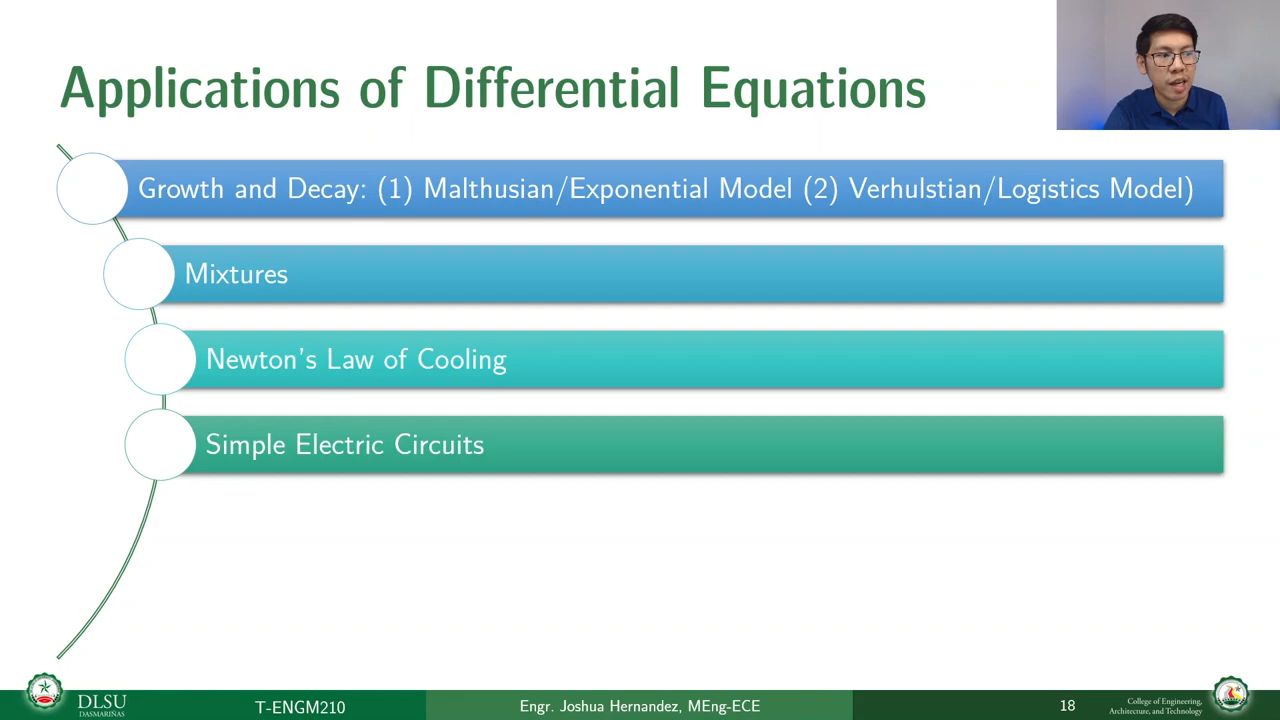 Applications of Differential Equations
Growth and Decay: (1) Malthusian/Exponential Model (2) Verhulstian/Logistics Model)
Mixtures
Newton's Law of Cooling
Simple Electric Circuits
DLSU
DASMARIÑAS
T-ENGM210
Engr. Joshua Hernandez, MEng-ECE
18
College of Engineering,
Architecture, and Technology